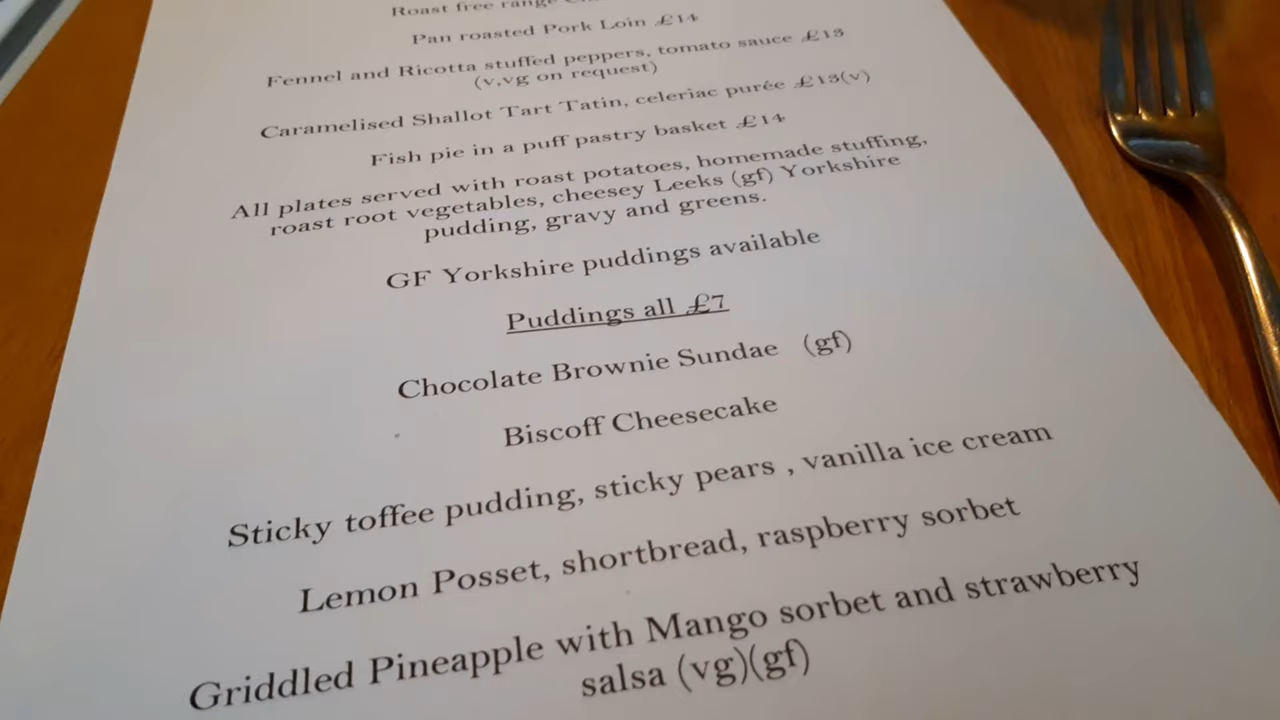 Roast free range
Pan roasted Pork Loin £14
Fennel and Ricotta stuffed peppers, tomato sauce £13
(v,vg on request)
Caramelised Shallot Tart Tatin, celeriac purée £13(v)
Fish pie in a puff pastry basket £14
All plates served with roast potatoes, homemade stuffing,
roast root vegetables, cheesey Leeks (gf) Yorkshire
pudding, gravy and greens.
GF Yorkshire puddings available
Puddings all £7
Chocolate Brownie Sundae (gf)
Biscoff Cheesecake
Sticky toffee pudding, sticky pears , vanilla ice cream
Lemon Posset, shortbread, raspberry sorbet
Griddled Pineapple with Mango sorbet and strawberry
salsa (vg)(gf)